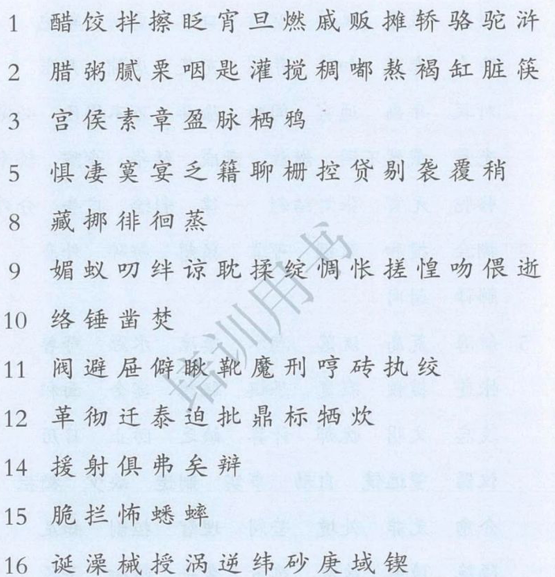 1 醋饺拌擦眨宵旦燃戚贩摊轿骆驼浒
2 腊粥腻栗咽匙灌搅稠嘟熬褐缸脏筷
3 宫侯素章盈脉栖鸦
5 惧凄寞宴之籍聊栅控贷剔袭覆稍
8 藏挪徘徊蒸
9 媚蚁叨绊谅耽揉绽惆怅搓惶吻偎逝
10 络锤凿焚
11 阀避屉僻瞅靴魔刑哼砖执绞
12 革彻迁泰迫批鼎标牺炊
14 援射俱弗矣辩
15 脆拦怖蟋蟀
16 诞澡械授涡逆纬砂庚域锲
培训用书